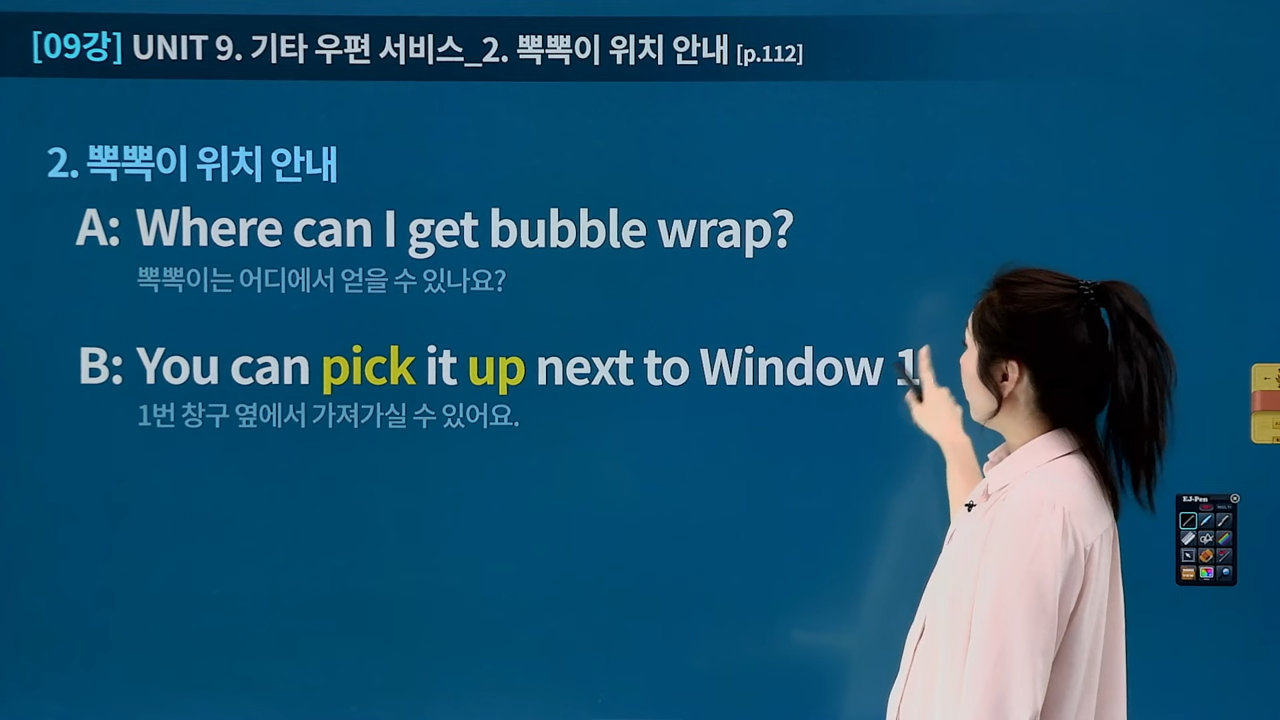 [09강] UNIT 9. 기타 우편 서비스_2. 뽁뽁이 위치 안내 [p.112]
2. 뽁뽁이 위치 안내
A: Where can I get bubble wrap?
뽁뽁이는 어디에서 얻을 수 있나요?
B: You can pick it up next to Window 1
1번 창구 옆에서 가져가실 수 있어요.
EJ-Pen